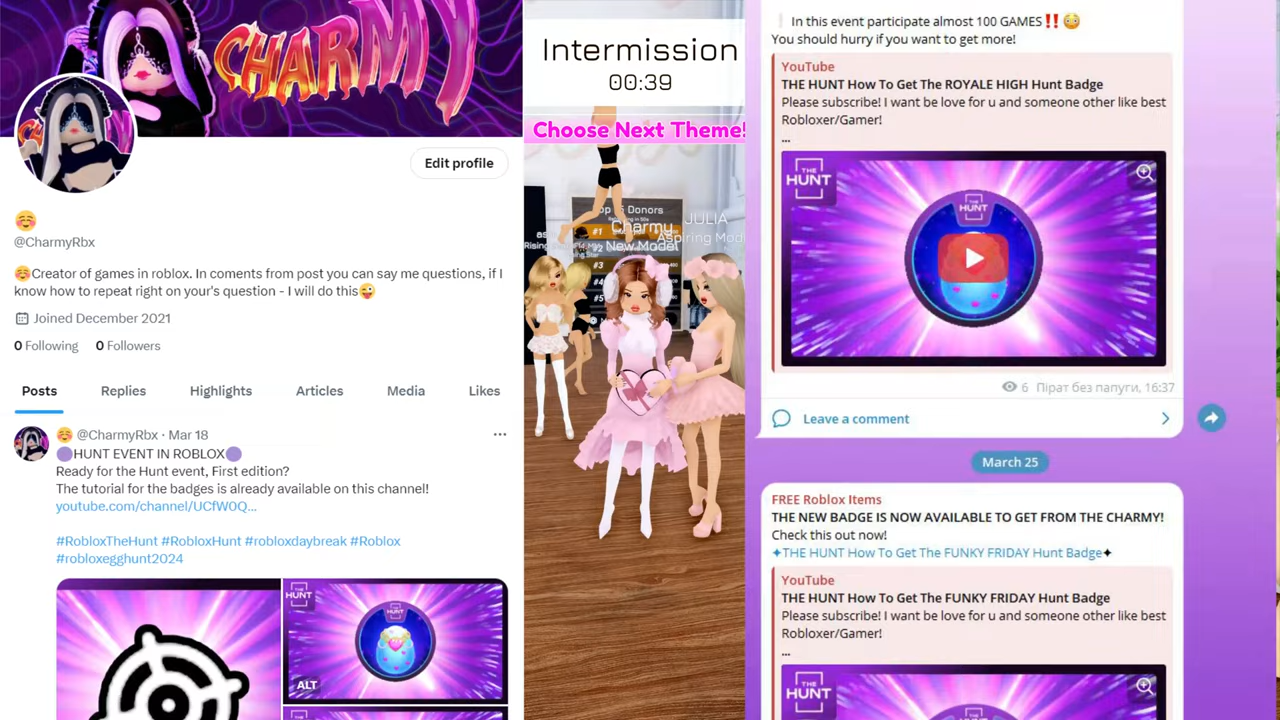 CHARMY
Edit profile
@CharmyRbx
Creator of games in roblox. In coments from post you can say me questions, if I
know how to repeat right on your's question - I will do this
Joined December 2021
0 Following 0 Followers
Posts Replies Highlights Articles Media Likes
@CharmyRbx · Mar 18
HUNT EVENT IN ROBLOX
Ready for the Hunt event, First edition?
The tutorial for the badges is already available on this channel!
youtube.com/channel/UCfW0Q...
#RobloxTheHunt #RobloxHunt #robloxdaybreak #Roblox
#robloxegghunt2024
THE
HUNT
HUNT
ALT
Intermission
00:39
Choose Next Theme!
Donors
#1
#2
#3
#4
#5
Charmy
New Model
JULIA
Aspiring Mod
In this event participate almost 100 GAMES‼️😳
You should hurry if you want to get more!
YouTube
THE HUNT How To Get The ROYALE HIGH Hunt Badge
Please subscribe! I want be love for u and someone other like best
Robloxer/Gamer!
...
THE
HUNT
HUNT
6 Пірат без папуги, 16:37
Leave a comment
March 25
FREE Roblox Items
THE NEW BADGE IS NOW AVAILABLE TO GET FROM THE CHARMY!
Check this out now!
✦THE HUNT How To Get The FUNKY FRIDAY Hunt Badge✦
YouTube
THE HUNT How To Get The FUNKY FRIDAY Hunt Badge
Please subscribe! I want be love for u and someone other like best
Robloxer/Gamer!
...
THE
HUNT